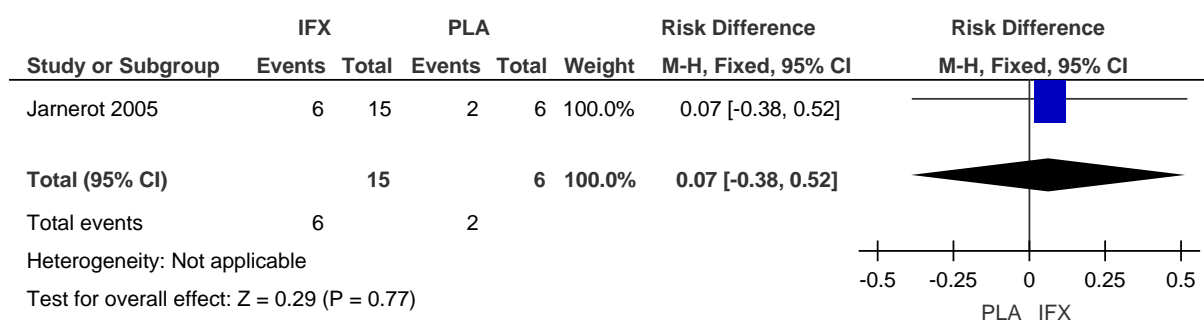 IFX PLA Risk Difference Risk Difference
Study or Subgroup Events Total Events Total Weight M-H, Fixed, 95% CI M-H, Fixed, 95% CI
Jarnerot 2005 6 15 2 6 100.0% 0.07 [-0.38, 0.52]
Total (95% CI) 15 6 100.0% 0.07 [-0.38, 0.52]
Total events 6 2
Heterogeneity: Not applicable
Test for overall effect: Z = 0.29 (P = 0.77)
-0.5 -0.25 0 0.25 0.5
PLA IFX